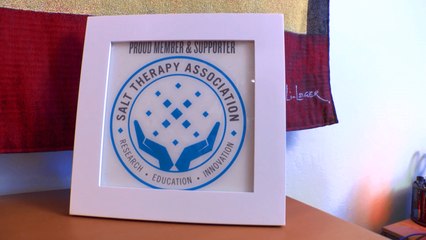 PROUD MEMBER & SUPPORTER
SALT THERAPY ASSOCIATION
RESEARCH • EDUCATION • INNOVATION